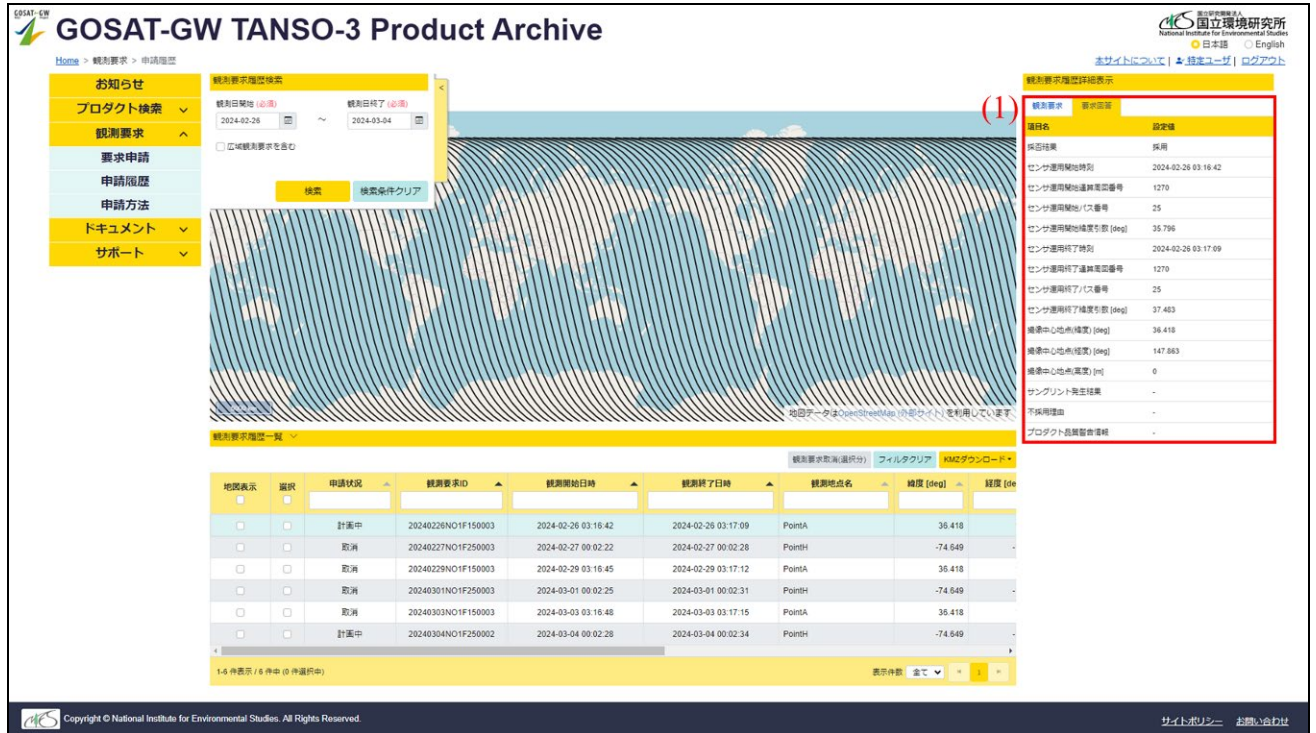 GOSAT-GW
GOSAT-GW TANSO-3 Product Archive
国立研究開発法人
国立環境研究所
National Institute for Environmental Studies
日本語 English
Home > 観測要求 > 申請履歴
本サイトについて | 特定ユーザ | ログアウト
お知らせ
プロダクト検索
観測要求
要求申請
申請履歴
申請方法
ドキュメント
サポート
観測要求履歴検索
<
観測日開始 (必須) 観測日終了 (必須)
2024-02-26 ~ 2024-03-04
広域観測要求を含む
検索 検索条件クリア
地図データはOpenStreetMap (外部サイト) を利用しています
観測要求履歴詳細表示
(1)
観測要求 要求回答
項目名 設定値
採否結果 採用
センサ運用開始時刻 2024-02-26 03:16:42
センサ運用開始通算周回番号 1270
センサ運用開始パス番号 25
センサ運用開始緯度引数 [deg] 35.796
センサ運用終了時刻 2024-02-26 03:17:09
センサ運用終了通算周回番号 1270
センサ運用終了パス番号 25
センサ運用終了緯度引数 [deg] 37.483
撮像中心地点(緯度) [deg] 36.418
撮像中心地点(経度) [deg] 147.863
撮像中心地点(高度) [m] 0
サングリント発生結果 -
不採用理由 -
プロダクト品質警告情報 -
観測要求履歴一覧
観測要求取消(選択分) フィルタクリア KMZダウンロード
地図表示 選択 申請状況 観測要求ID 観測開始日時 観測終了日時 観測地点名 緯度 [deg] 経度 [de
計画中 20240226NO1F150003 2024-02-26 03:16:42 2024-02-26 03:17:09 PointA 36.418
取消 20240227NO1F250003 2024-02-27 00:02:22 2024-02-27 00:02:28 PointH -74.649 -
取消 20240229NO1F150003 2024-02-29 03:16:45 2024-02-29 03:17:12 PointA 36.418
取消 20240301NO1F250003 2024-03-01 00:02:25 2024-03-01 00:02:31 PointH -74.649 -
取消 20240303NO1F150003 2024-03-03 03:16:48 2024-03-03 03:17:15 PointA 36.418
計画中 20240304NO1F250002 2024-03-04 00:02:28 2024-03-04 00:02:34 PointH -74.649 -
1-6 件表示 / 6 件中 (0 件選択中)
表示件数 全て « 1 »
NIES
Copyright © National Institute for Environmental Studies. All Rights Reserved.
サイトポリシー お問い合わせ